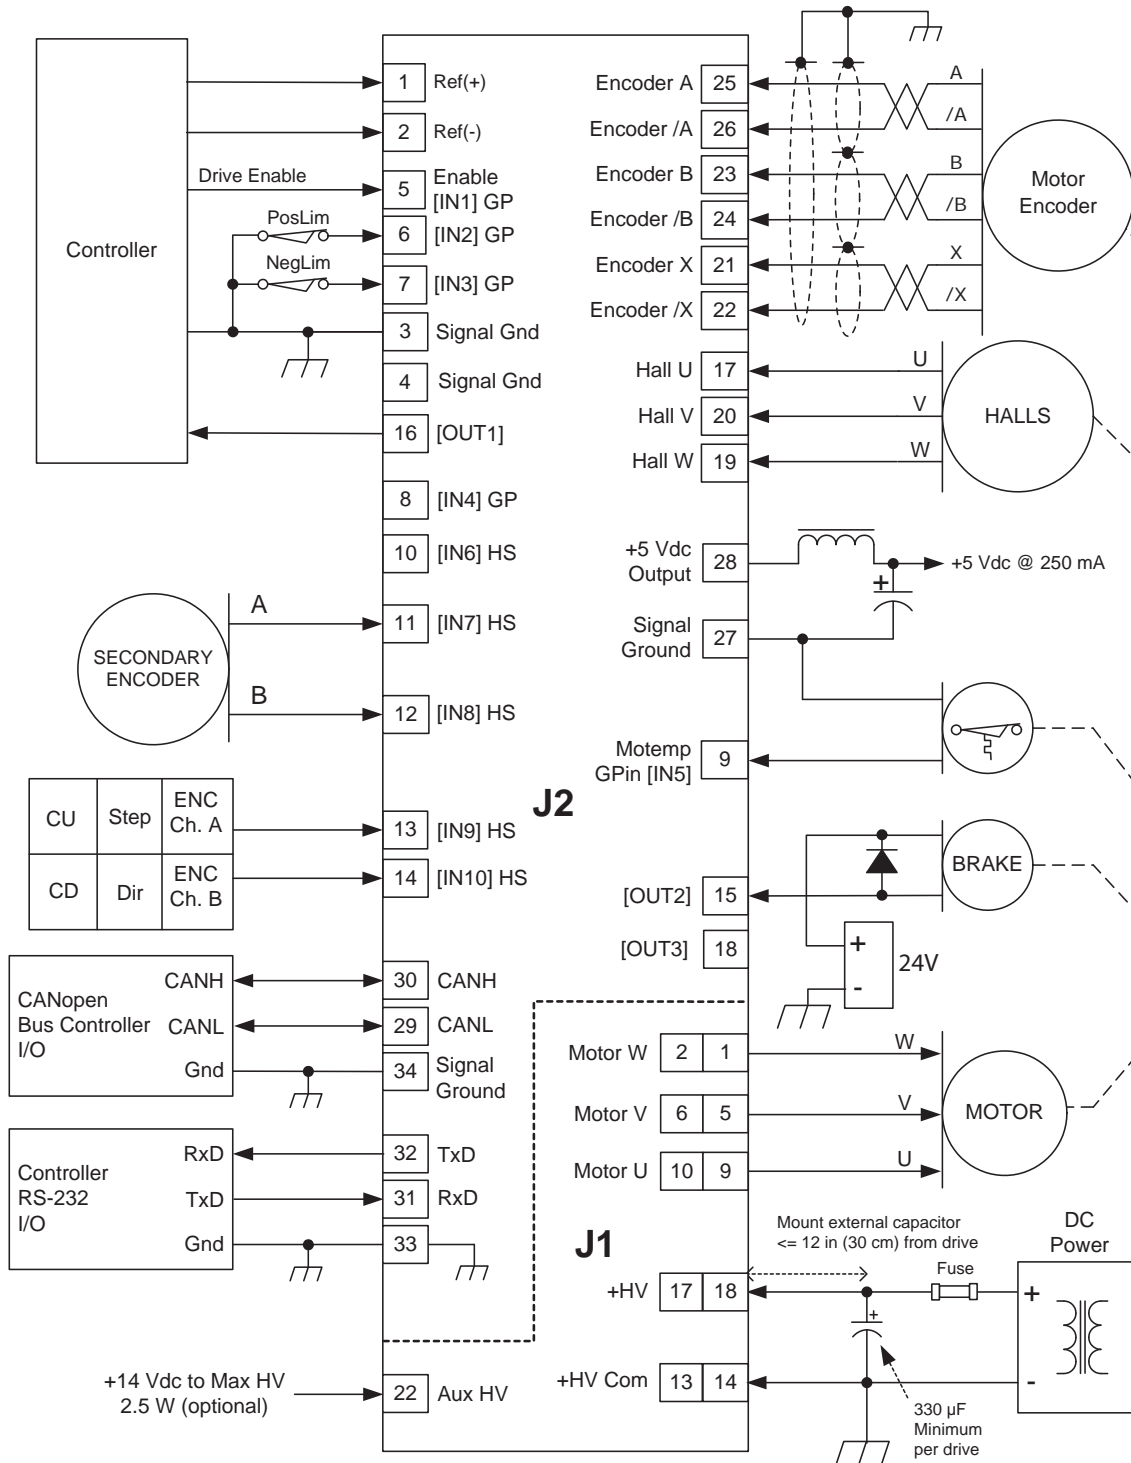 Controller
Drive Enable
PosLim
NegLim
1 Ref(+)
2 Ref(-)
5 Enable
[IN1] GP
6 [IN2] GP
7 [IN3] GP
3 Signal Gnd
4 Signal Gnd
16 [OUT1]
8 [IN4] GP
10 [IN6] HS
SECONDARY
ENCODER
A
B
11 [IN7] HS
12 [IN8] HS
CU Step ENC
Ch. A
CD Dir ENC
Ch. B
13 [IN9] HS
14 [IN10] HS
CANopen
Bus Controller
I/O
CANH
CANL
Gnd
30 CANH
29 CANL
34 Signal
Ground
Controller
RS-232
I/O
RxD
TxD
Gnd
32 TxD
31 RxD
33
+14 Vdc to Max HV
2.5 W (optional)
22 Aux HV
J2
J1
Encoder A 25
Encoder /A 26
Encoder B 23
Encoder /B 24
Encoder X 21
Encoder /X 22
A
/A
B
/B
X
/X
Motor
Encoder
Hall U 17
Hall V 20
Hall W 19
U
V
W
HALLS
+5 Vdc
Output
28
+
+5 Vdc @ 250 mA
Signal
Ground
27
Motemp
GPin [IN5]
9
[OUT2] 15
[OUT3] 18
BRAKE
+
-
24V
Motor W 2 1
Motor V 6 5
Motor U 10 9
W
V
U
MOTOR
Mount external capacitor
<= 12 in (30 cm) from drive
DC
Power
Fuse
+HV 17 18
+
+
-
+HV Com 13 14
330 µF
Minimum
per drive